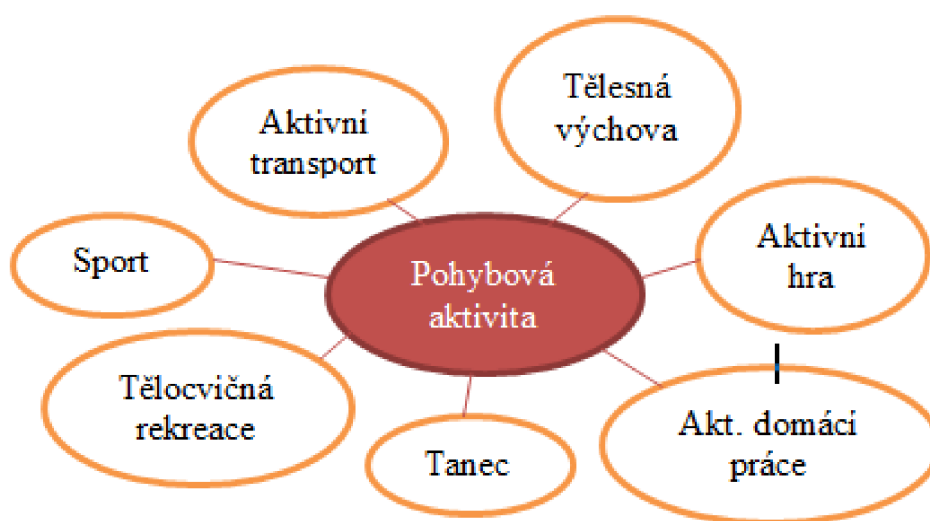 Tělesná
výchova
Aktivní
transport
Aktivní
hra
Sport
Pohybová
aktivita
Tělocvičná
rekreace
Akt. domácí
práce
Tanec